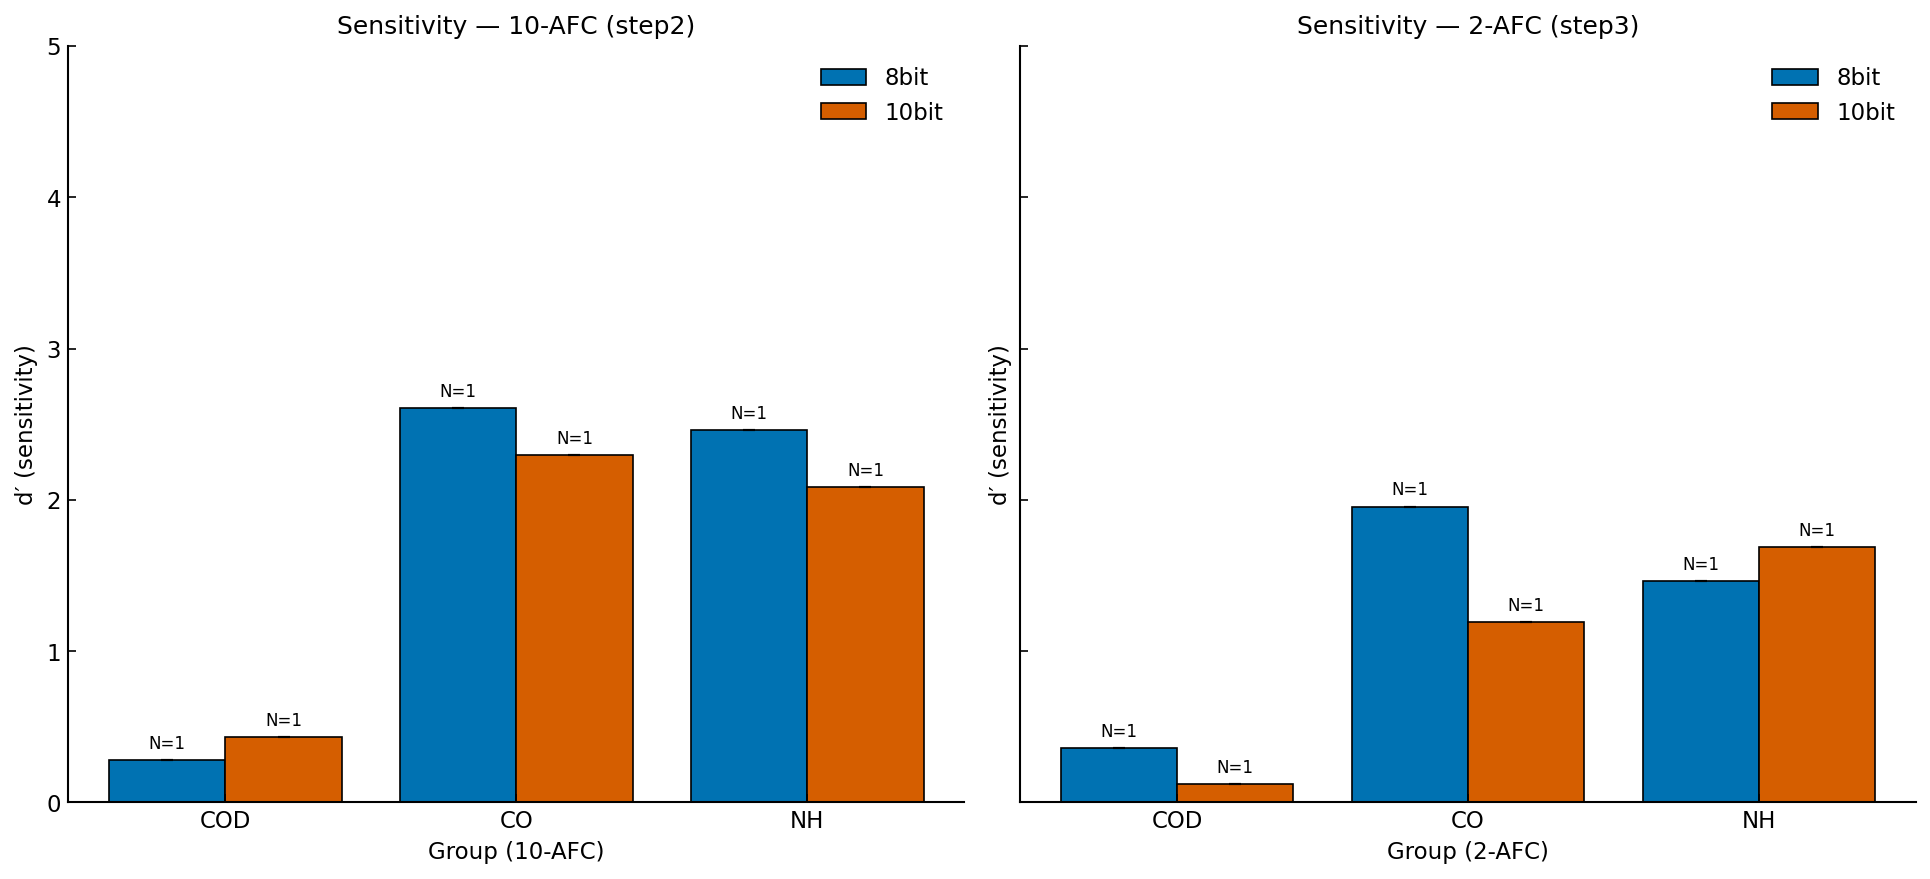 Sensitivity — 10-AFC (step2)
8bit
10bit
5
4
3
2
1
0
d′ (sensitivity)
N=1
N=1
N=1
N=1
N=1
N=1
COD
CO
NH
Group (10-AFC)
Sensitivity — 2-AFC (step3)
8bit
10bit
d′ (sensitivity)
N=1
N=1
N=1
N=1
N=1
N=1
COD
CO
NH
Group (2-AFC)